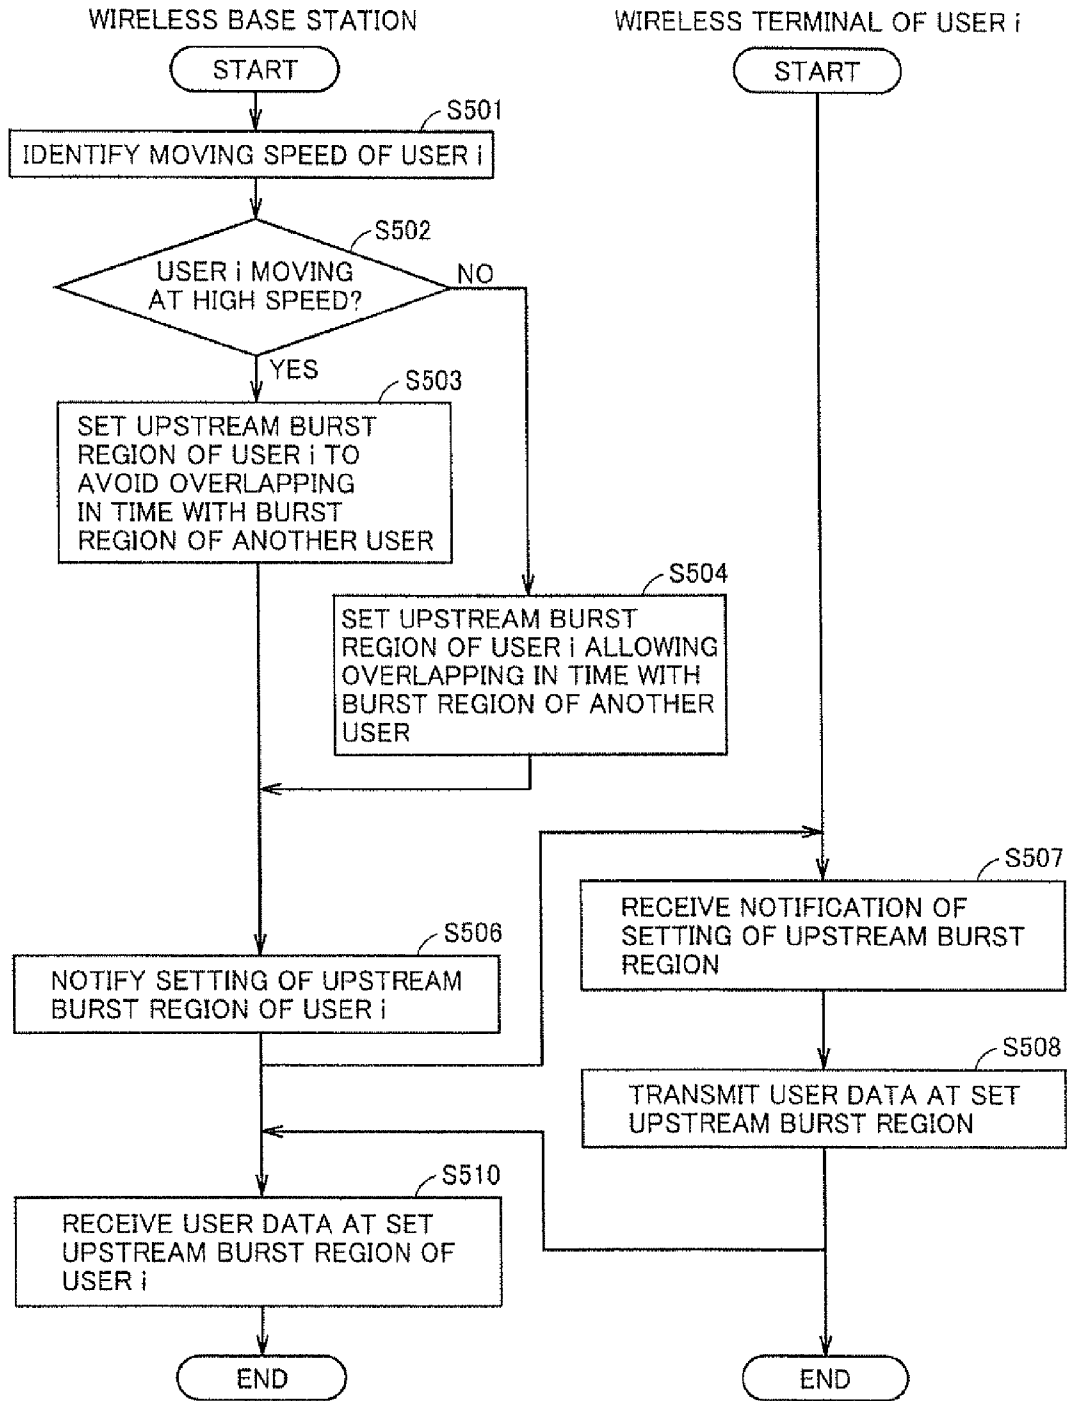 WIRELESS BASE STATION
WIRELESS TERMINAL OF USER i
START
START
S501
IDENTIFY MOVING SPEED OF USER i
S502
USER i MOVING
AT HIGH SPEED?
NO
YES
S503
SET UPSTREAM BURST
REGION OF USER i TO
AVOID OVERLAPPING
IN TIME WITH BURST
REGION OF ANOTHER USER
S504
SET UPSTREAM BURST
REGION OF USER i ALLOWING
OVERLAPPING IN TIME WITH
BURST REGION OF ANOTHER
USER
S507
RECEIVE NOTIFICATION OF
SETTING OF UPSTREAM BURST
REGION
S506
NOTIFY SETTING OF UPSTREAM
BURST REGION OF USER i
S508
TRANSMIT USER DATA AT SET
UPSTREAM BURST REGION
S510
RECEIVE USER DATA AT SET
UPSTREAM BURST REGION OF
USER i
END
END